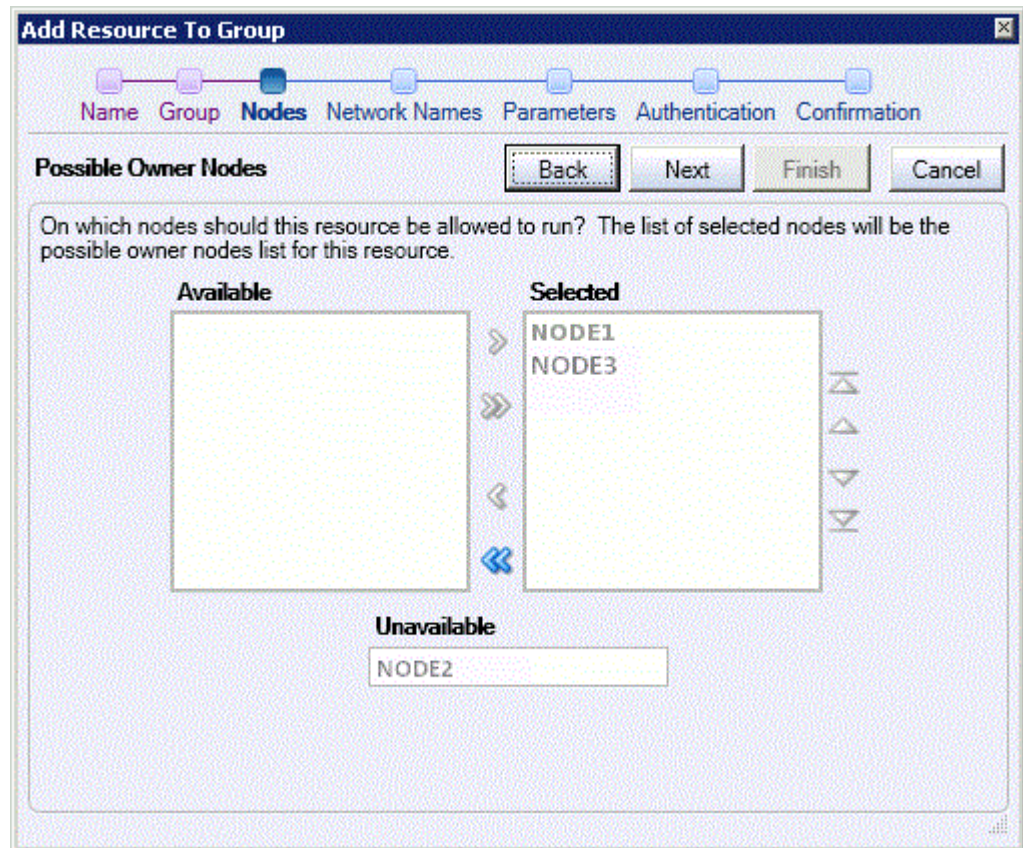 Add Resource To Group
Name Group Nodes Network Names Parameters Authentication Confirmation
Possible Owner Nodes Back Next Finish Cancel
On which nodes should this resource be allowed to run? The list of selected nodes will be the
possible owner nodes list for this resource.
Available Selected
NODE1
NODE3
Unavailable
NODE2